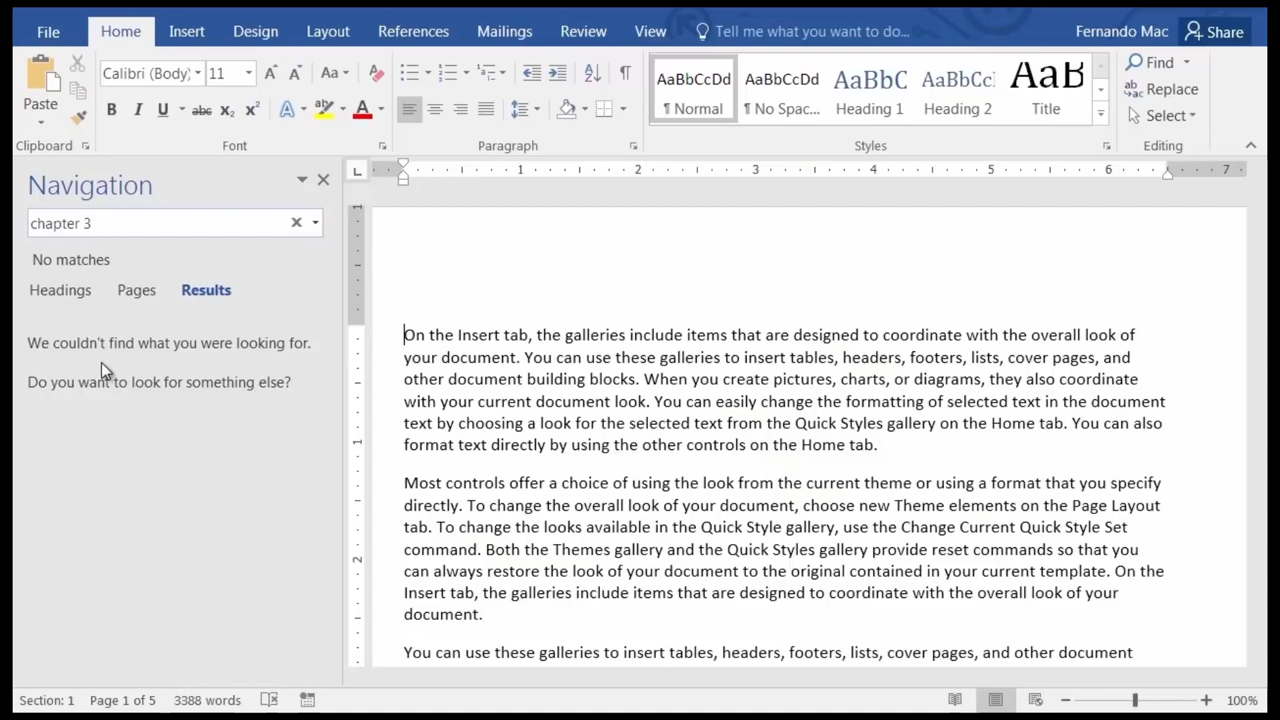 File Home Insert Design Layout References Mailings Review View Tell me what you want to do... Fernando Mac Share
Paste
Clipboard
Calibri (Body) 11 Aa
B I U abc X₂ X² A A
Font
Paragraph
AaBbCcDd AaBbCcDd AaBbC AaBbCcl AaB
¶ Normal ¶ No Spac... Heading 1 Heading 2 Title
Styles
Find
Replace
Select
Editing
Navigation
chapter 3
No matches
Headings Pages Results
We couldn't find what you were looking for.
Do you want to look for something else?
1 2 3 4 5 6 7
1
1
2
On the Insert tab, the galleries include items that are designed to coordinate with the overall look of
your document. You can use these galleries to insert tables, headers, footers, lists, cover pages, and
other document building blocks. When you create pictures, charts, or diagrams, they also coordinate
with your current document look. You can easily change the formatting of selected text in the document
text by choosing a look for the selected text from the Quick Styles gallery on the Home tab. You can also
format text directly by using the other controls on the Home tab.
Most controls offer a choice of using the look from the current theme or using a format that you specify
directly. To change the overall look of your document, choose new Theme elements on the Page Layout
tab. To change the looks available in the Quick Style gallery, use the Change Current Quick Style Set
command. Both the Themes gallery and the Quick Styles gallery provide reset commands so that you
can always restore the look of your document to the original contained in your current template. On the
Insert tab, the galleries include items that are designed to coordinate with the overall look of your
document.
You can use these galleries to insert tables, headers, footers, lists, cover pages, and other document
Section: 1 Page 1 of 5 3388 words 100%